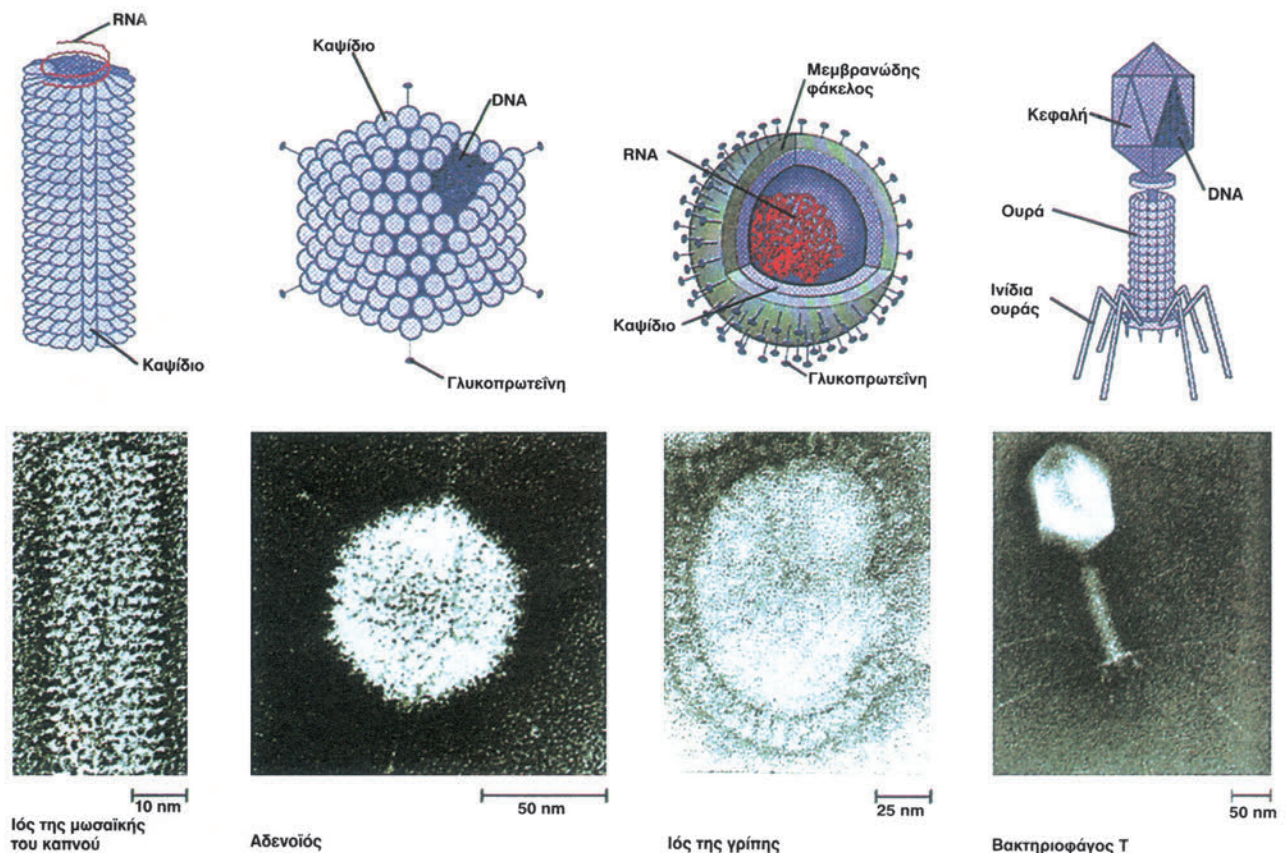 RNA
Καψίδιο
Καψίδιο
DNA
Γλυκοπρωτεΐνη
Μεμβρανώδης
φάκελος
RNA
Καψίδιο
Γλυκοπρωτεΐνη
Κεφαλή
DNA
Ουρά
Ινίδια
ουράς
10 nm
50 nm
25 nm
50 nm
Ιός της μωσαϊκής
του καπνού
Αδενοϊός
Ιός της γρίπης
Βακτηριοφάγος Τ